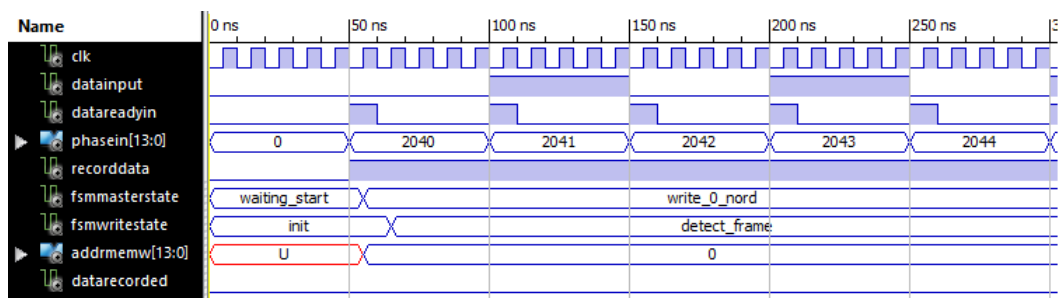 Name 0 ns 50 ns 100 ns 150 ns 200 ns 250 ns
clk
datainput
datareadyin
phasein[13:0] 0 2040 2041 2042 2043 2044
recorddata
fsmmasterstate waiting_start write_0_nord
fsmwritestate init detect_frame
addrmemw[13:0] U 0
datarecorded